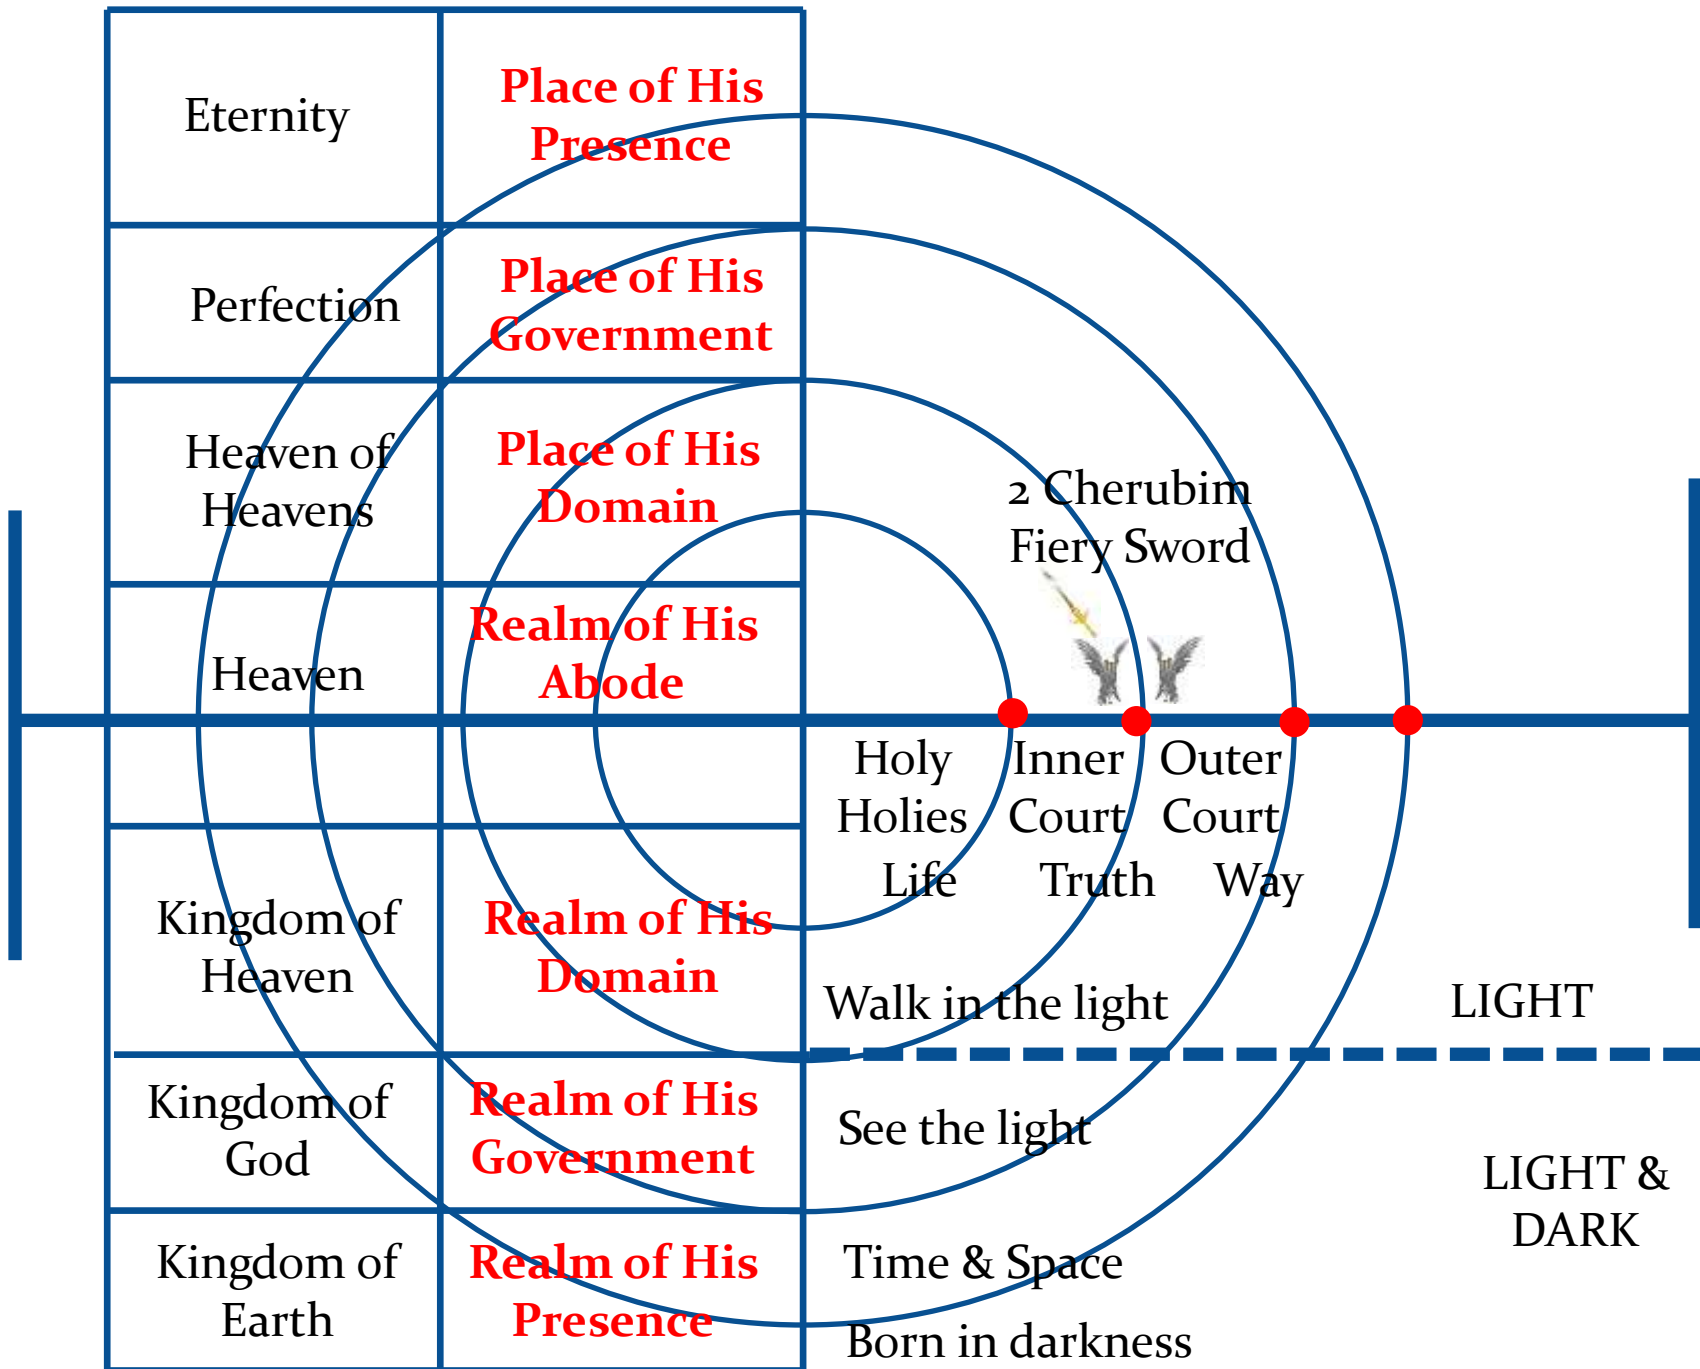 Eternity
Place of His
Presence
Perfection
Place of His
Government
Heaven of
Heavens
Place of His
Domain
2 Cherubim
Fiery Sword
Heaven
Realm of His
Abode
Holy
Holies
Inner
Court
Outer
Court
Life
Truth
Way
Kingdom of
Heaven
Realm of His
Domain
Walk in the light
LIGHT
Kingdom of
God
Realm of His
Government
See the light
LIGHT &
DARK
Kingdom of
Earth
Realm of His
Presence
Time & Space
Born in darkness